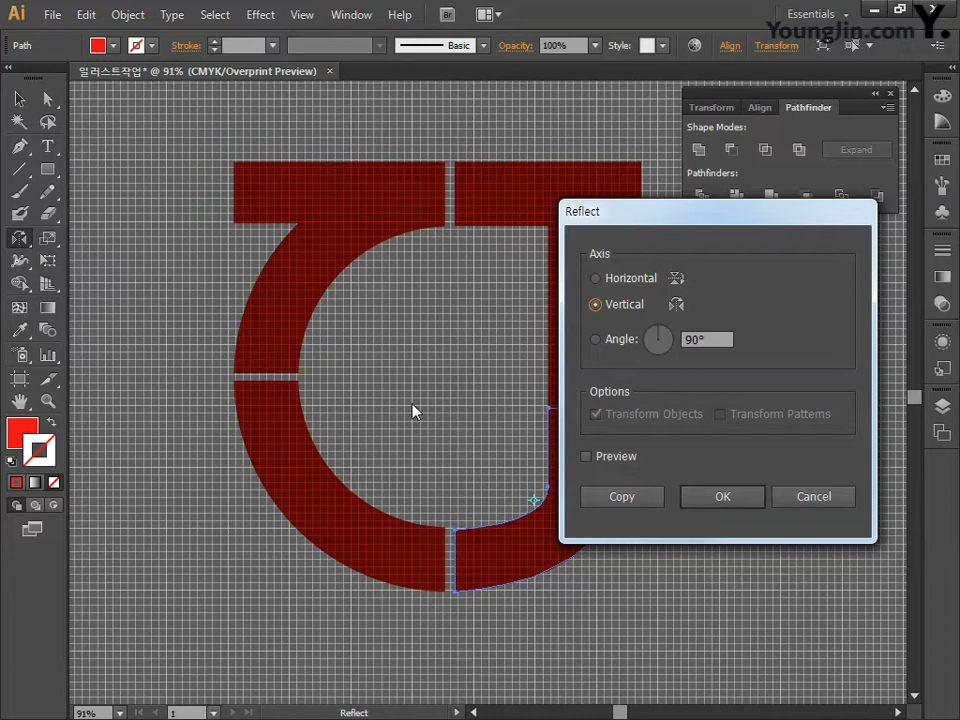 Ai File Edit Object Type Select Effect View Window Help Br Essentials
YoungJin.com Y.
Path Stroke: Basic Opacity: 100% Style: Align Transform
일러스트작업* @ 91% (CMYK/Overprint Preview) ×
Transform Align Pathfinder
Shape Modes:
Expand
Pathfinders:
Reflect
Axis
Horizontal
Vertical
Angle: 90°
Options
Transform Objects Transform Patterns
Preview
Copy OK Cancel
91% 1 Reflect